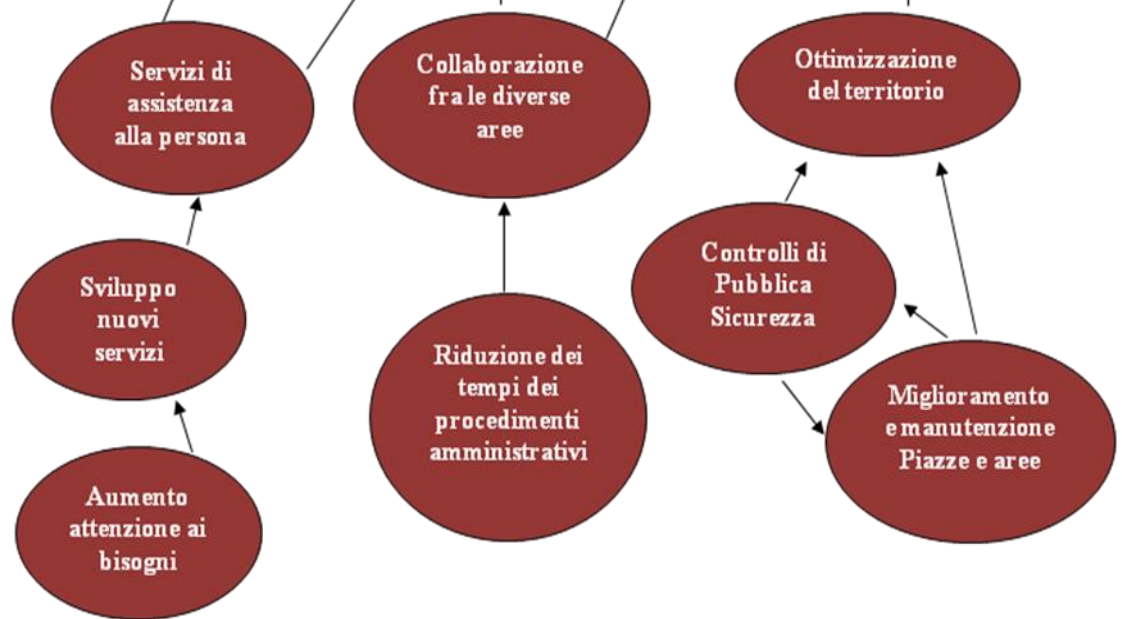 Servizi di
assistenza
alla persona
Collaborazione
fra le diverse
aree
Ottimizzazione
del territorio
Sviluppo
nuovi
servizi
Controlli di
Pubblica
Sicurezza
Riduzione dei
tempi dei
procedimenti
amministrativi
Miglioramento
e manutenzione
Piazze e aree
Aumento
attenzione ai
bisogni